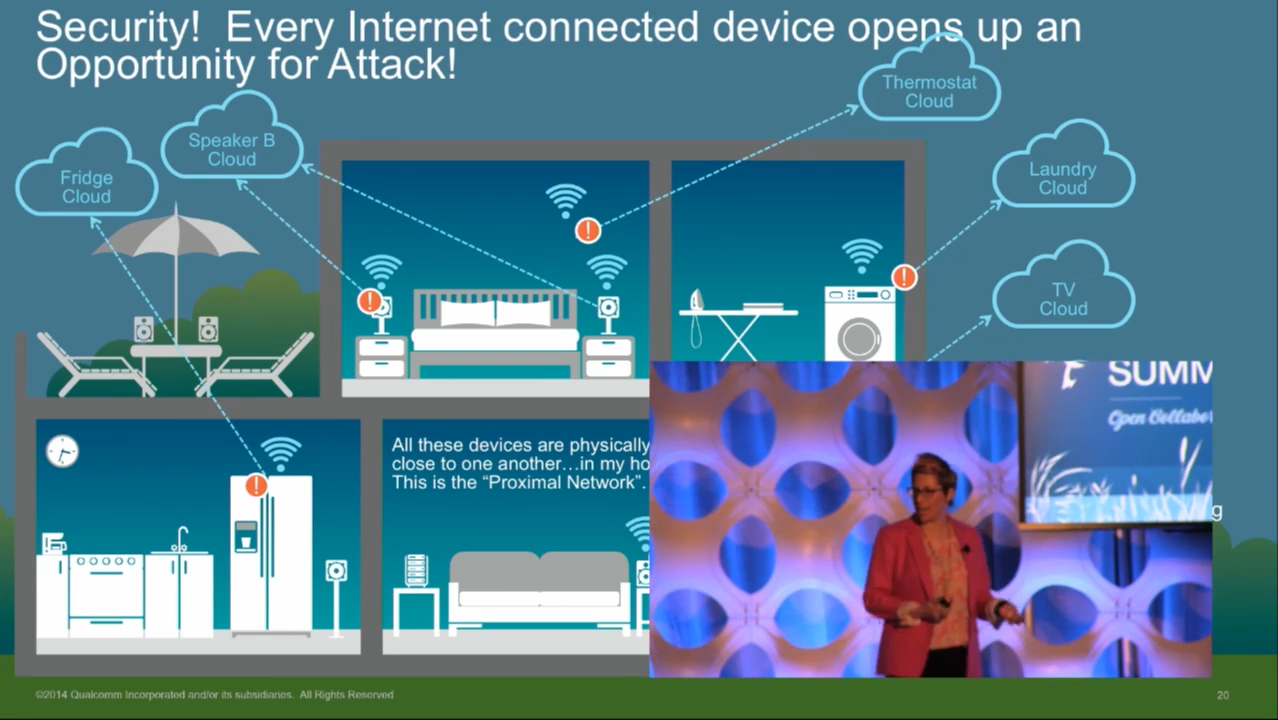 Security! Every Internet connected device opens up an
Opportunity for Attack!
Thermostat
Cloud
Speaker B
Cloud
Fridge
Cloud
Laundry
Cloud
TV
Cloud
All these devices are physically
close to one another…in my ho
This is the “Proximal Network”.
SUMM
Open Collabor
g
©2014 Qualcomm Incorporated and/or its subsidiaries. All Rights Reserved
20